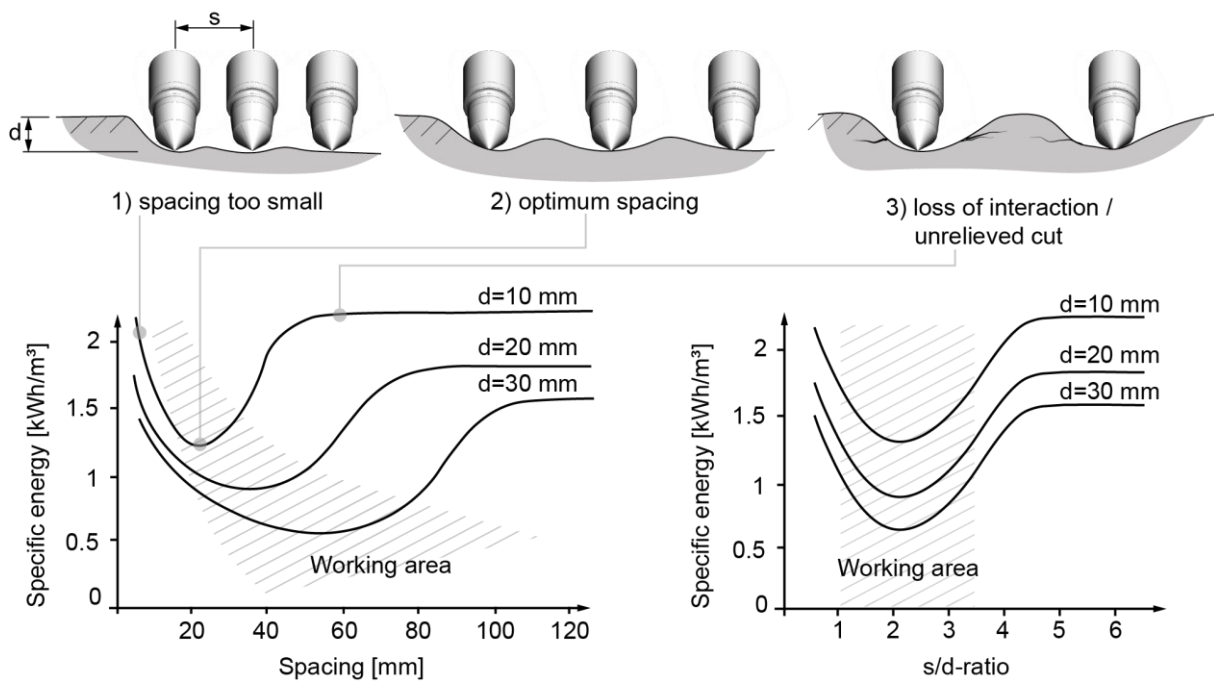 s
d
1) spacing too small
2) optimum spacing
3) loss of interaction /
unrelieved cut
Specific energy [kWh/m³]
2
1.5
1
0.5
0
d=10 mm
d=20 mm
d=30 mm
Working area
20 40 60 80 100 120
Spacing [mm]
Specific energy [kWh/m³]
2
1.5
1
0.5
0
d=10 mm
d=20 mm
d=30 mm
Working area
1 2 3 4 5 6
s/d-ratio